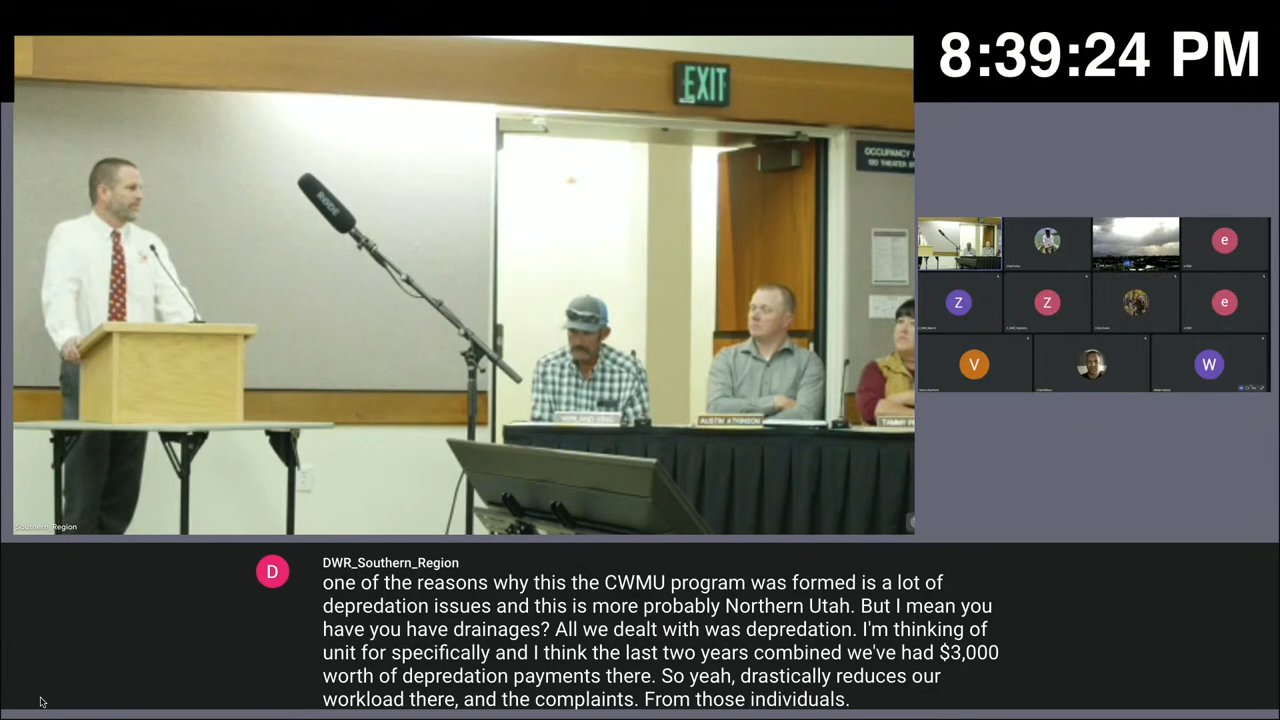 8:39:24 PM
EXIT
OCCUPANCY
RODE
AUSTIN ATKINSON
TAMMY
Southern_Region
e
Z
Z
e
V
W
D
DWR_Southern_Region
one of the reasons why this the CWMU program was formed is a lot of
depredation issues and this is more probably Northern Utah. But I mean you
have you have drainages? All we dealt with was depredation. I'm thinking of
unit for specifically and I think the last two years combined we've had $3,000
worth of depredation payments there. So yeah, drastically reduces our
workload there, and the complaints. From those individuals.